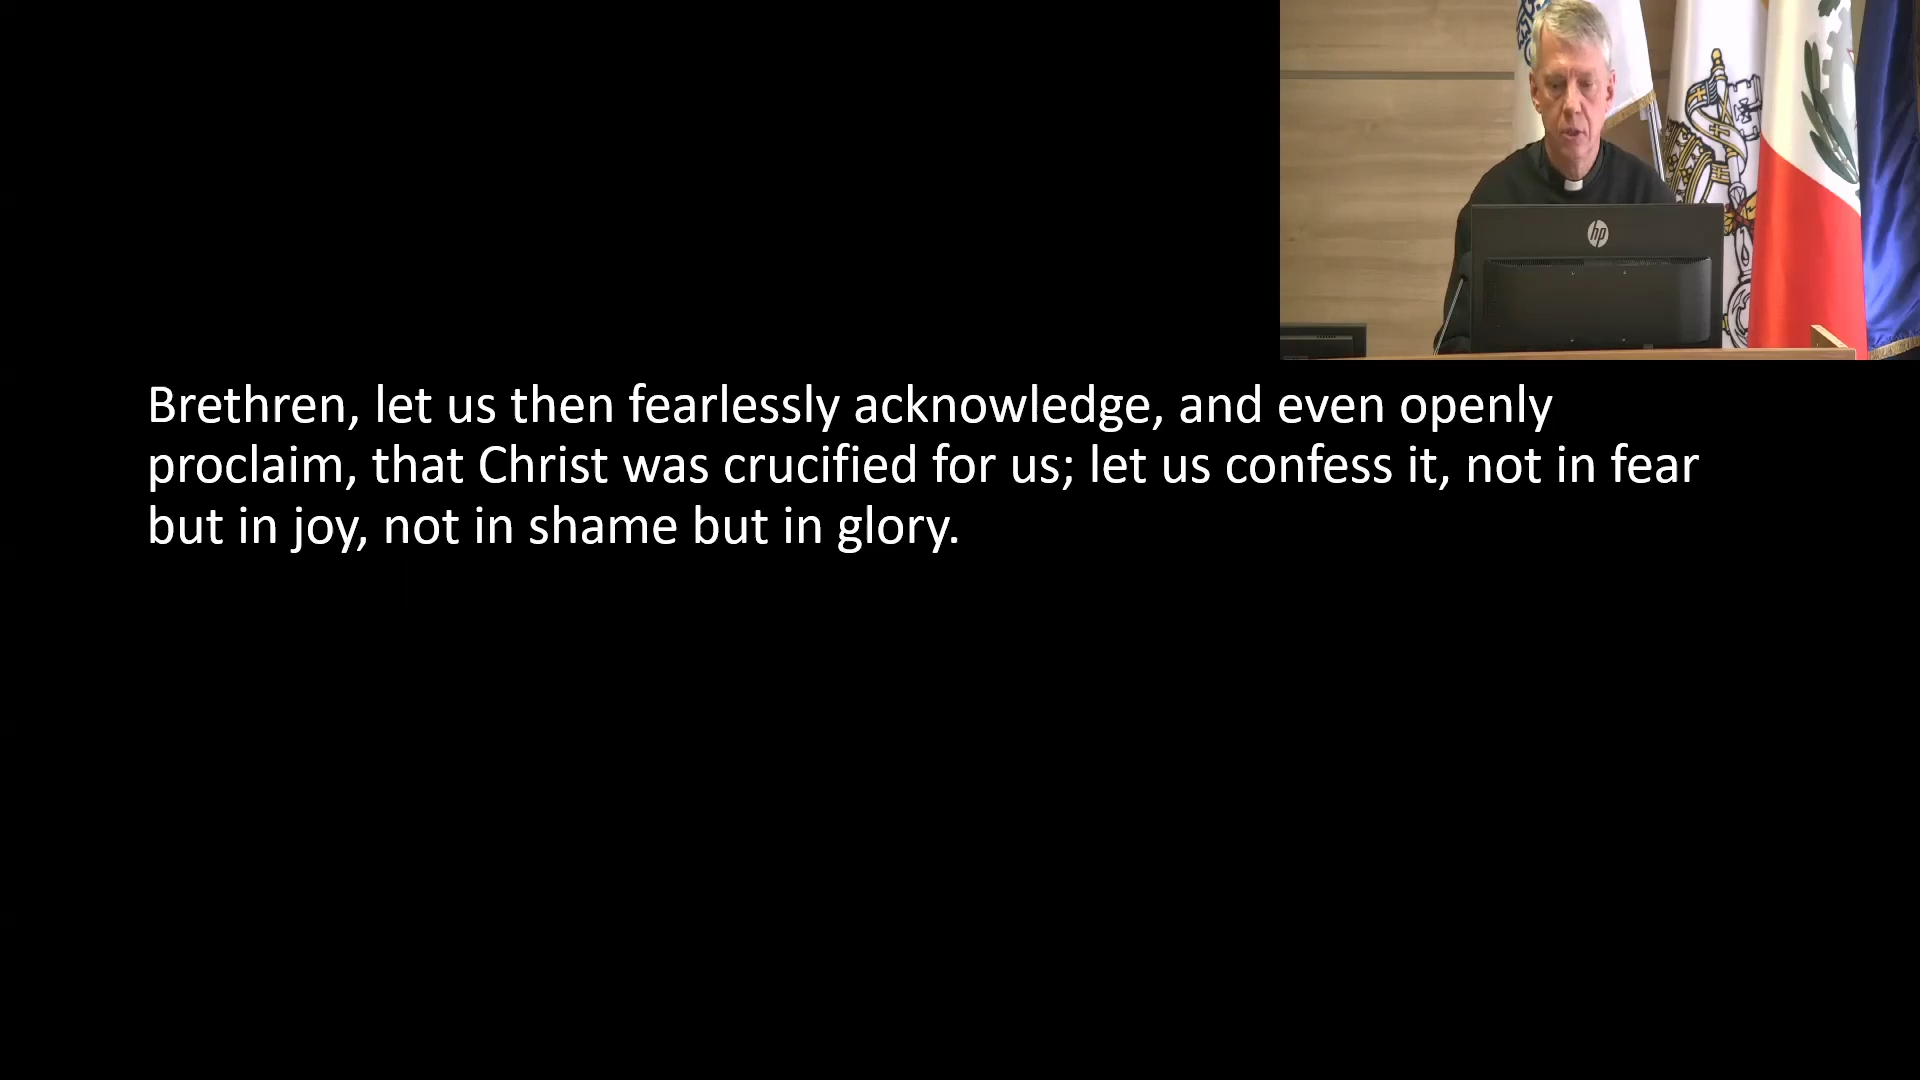 hp
Brethren, let us then fearlessly acknowledge, and even openly
proclaim, that Christ was crucified for us; let us confess it, not in fear
but in joy, not in shame but in glory.